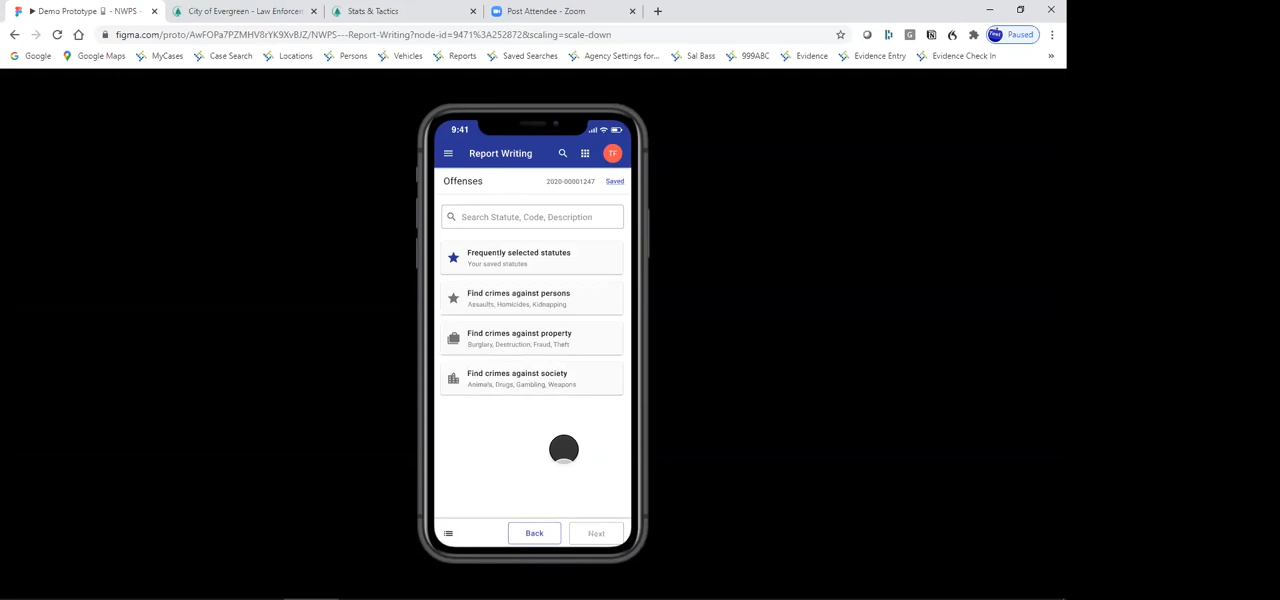 Demo Prototype - NWPS -
City of Evergreen - Law Enforcen
Stats & Tactics
Post Attendee - Zoom
figma.com/proto/AwFOPa7PZMHV8rYK9XvBJZ/NWPS---Report-Writing?node-id=9471%3A252872&scaling=scale-down
Paused
Google
Google Maps
MyCases
Case Search
Locations
Persons
Vehicles
Reports
Saved Searches
Agency Settings for...
Sal Bass
999ABC
Evidence
Evidence Entry
Evidence Check In
9:41
Report Writing
TF
Offenses 2020-00001247 Saved
Search Statute, Code, Description
Frequently selected statutes
Your saved statutes
Find crimes against persons
Assaults, Homicides, Kidnapping
Find crimes against property
Burglary, Destruction, Fraud, Theft
Find crimes against society
Animals, Drugs, Gambling, Weapons
Back
Next